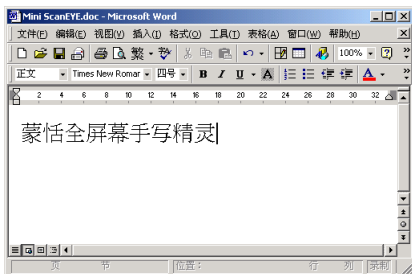 Mini ScanEYE.doc - Microsoft Word
文件(F) 编辑(E) 视图(V) 插入(I) 格式(O) 工具(T) 表格(A) 窗口(W) 帮助(H)
繁 100%
正文 Times New Romar 四号 B I U A A
2 4 6 8 10 12 14 16 18 20 22 24 26 28 30 32
蒙恬全屏幕手写精灵
页 节 位置： 行 列 录制